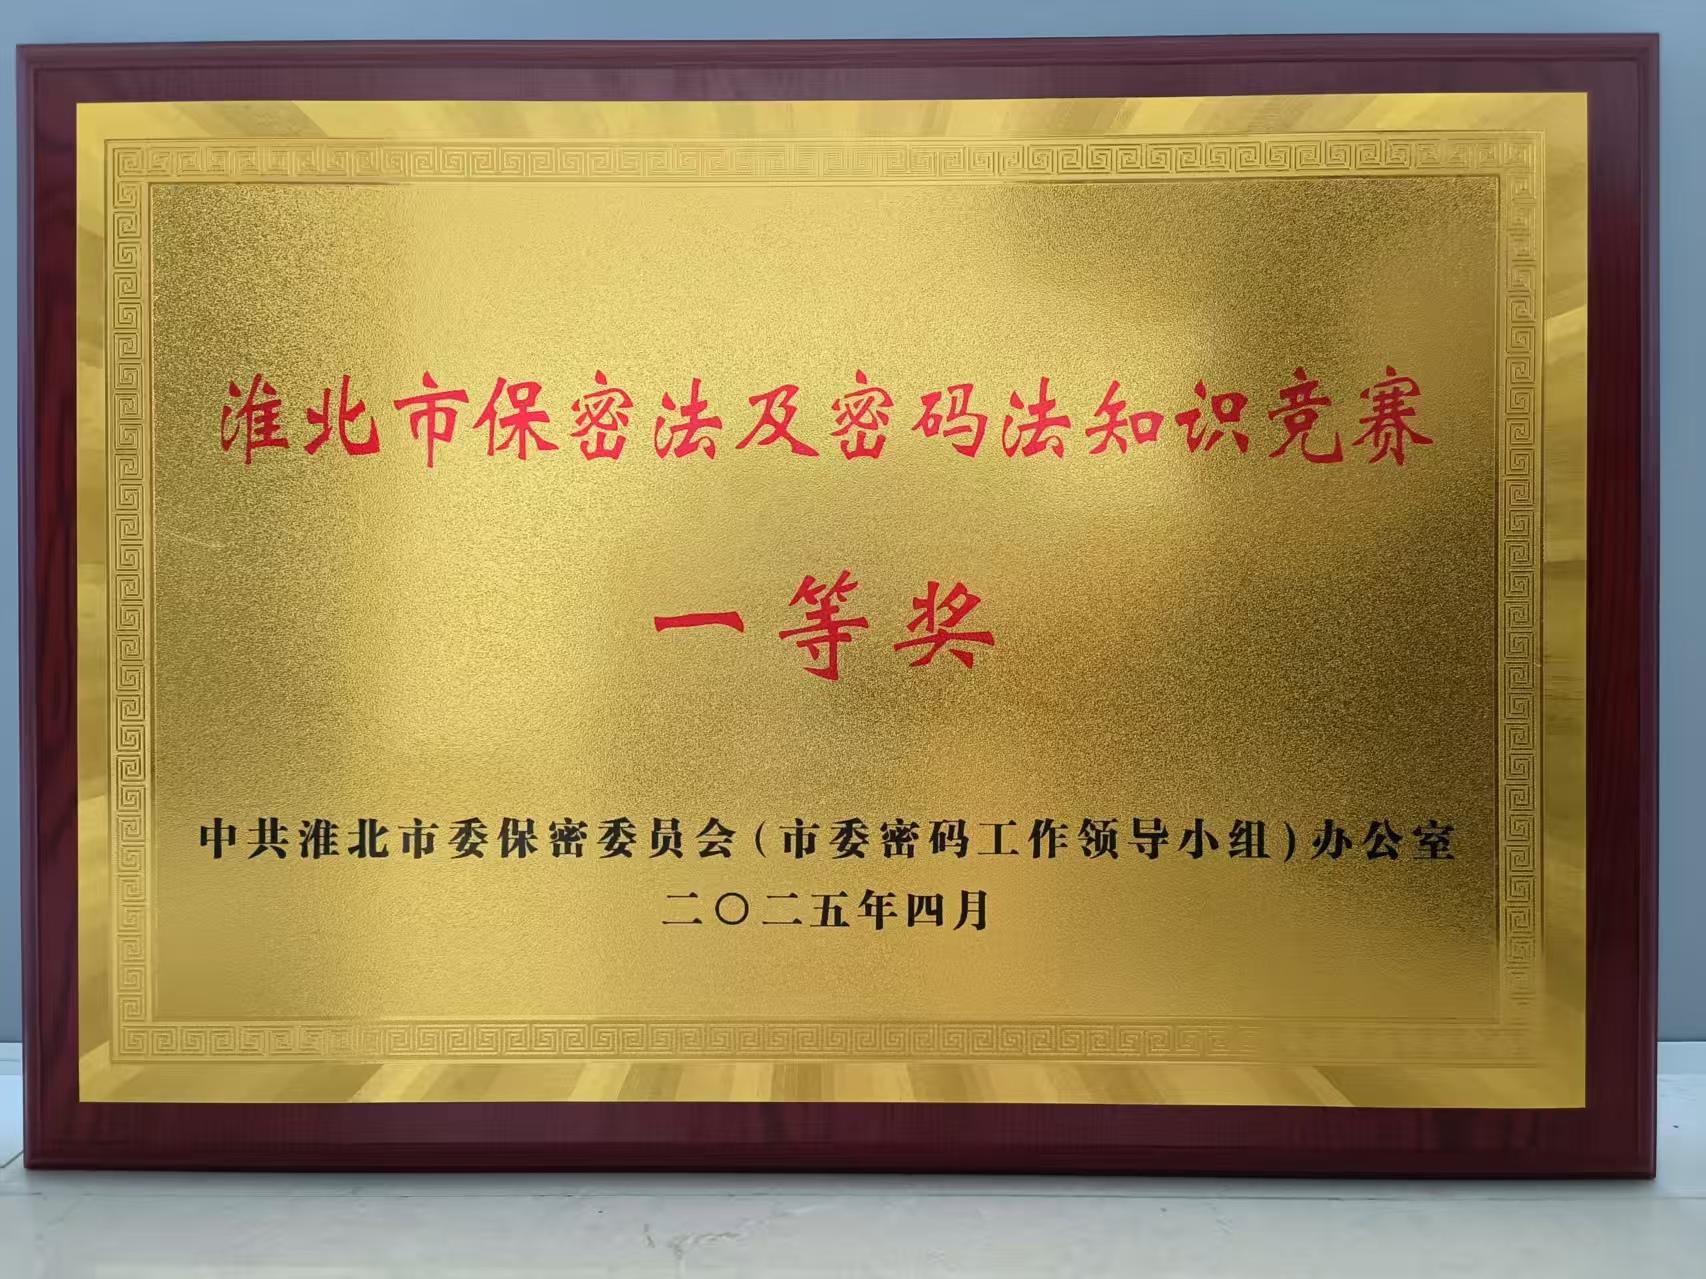 淮北市保密法及密码法知识竞赛
一等奖
中共淮北市委保密委员会(市委密码工作领导小组)办公室
二〇二五年四月